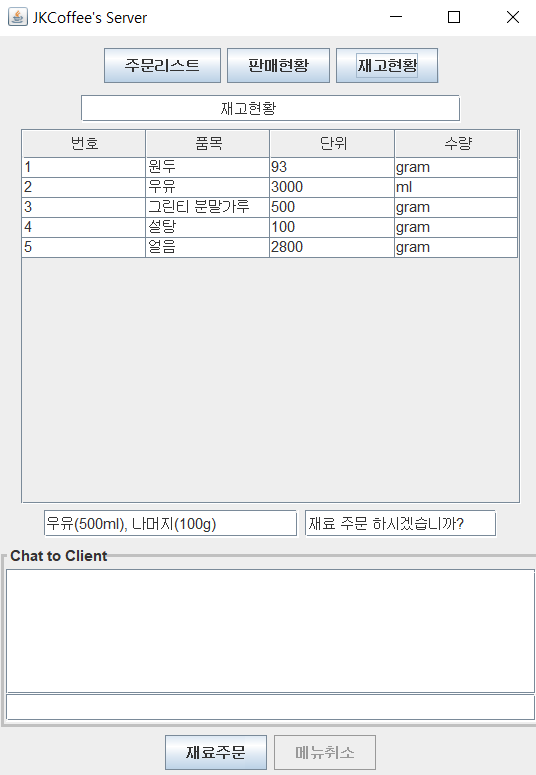 JKCoffee's Server
주문리스트 판매현황 재고현황
재고현황
번호 품목 단위 수량
1 원두 93 gram
2 우유 3000 ml
3 그린티 분말가루 500 gram
4 설탕 100 gram
5 얼음 2800 gram
우유(500ml), 나머지(100g) 재료 주문 하시겠습니까?
Chat to Client
재료주문 메뉴취소